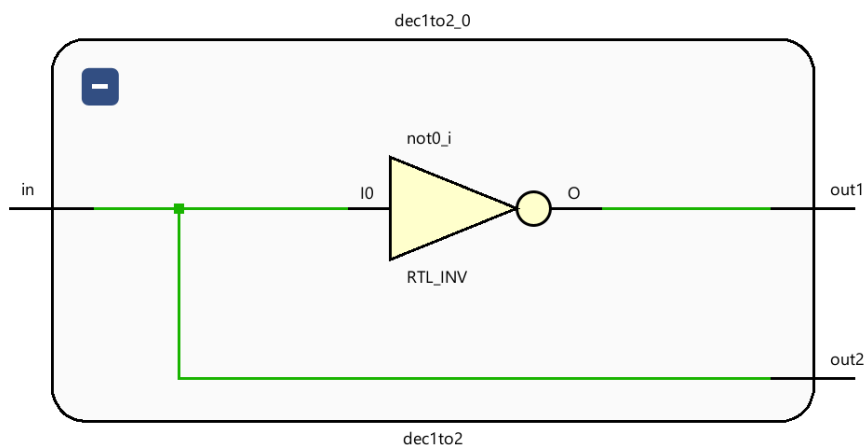 dec1to2_0
not0_i
in
I0
O
out1
RTL_INV
out2
dec1to2